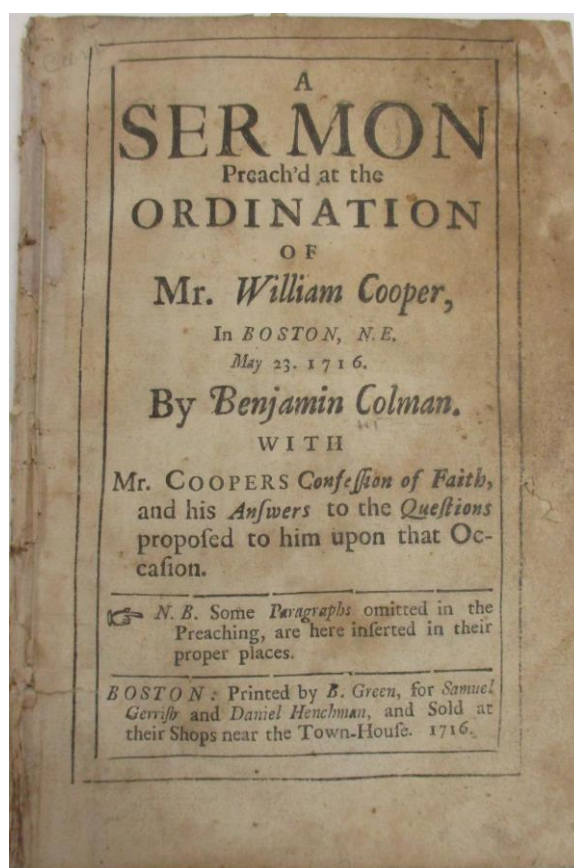 A
SERMON
Preach'd at the
ORDINATION
OF
Mr. William Cooper,
In BOSTON, N.E.
May 23. 1716.
By Benjamin Colman.
WITH
Mr. COOPERS Confeſſion of Faith,
and his Anſwers to the Queſtions
propoſed to him upon that Oc-
caſion.
☞ N. B. Some Paragraphs omitted in the
Preaching, are here inſerted in their
proper places.
BOSTON: Printed by B. Green, for Samuel
Gerriſh and Daniel Henchman, and Sold at
their Shops near the Town-Houſe. 1716.